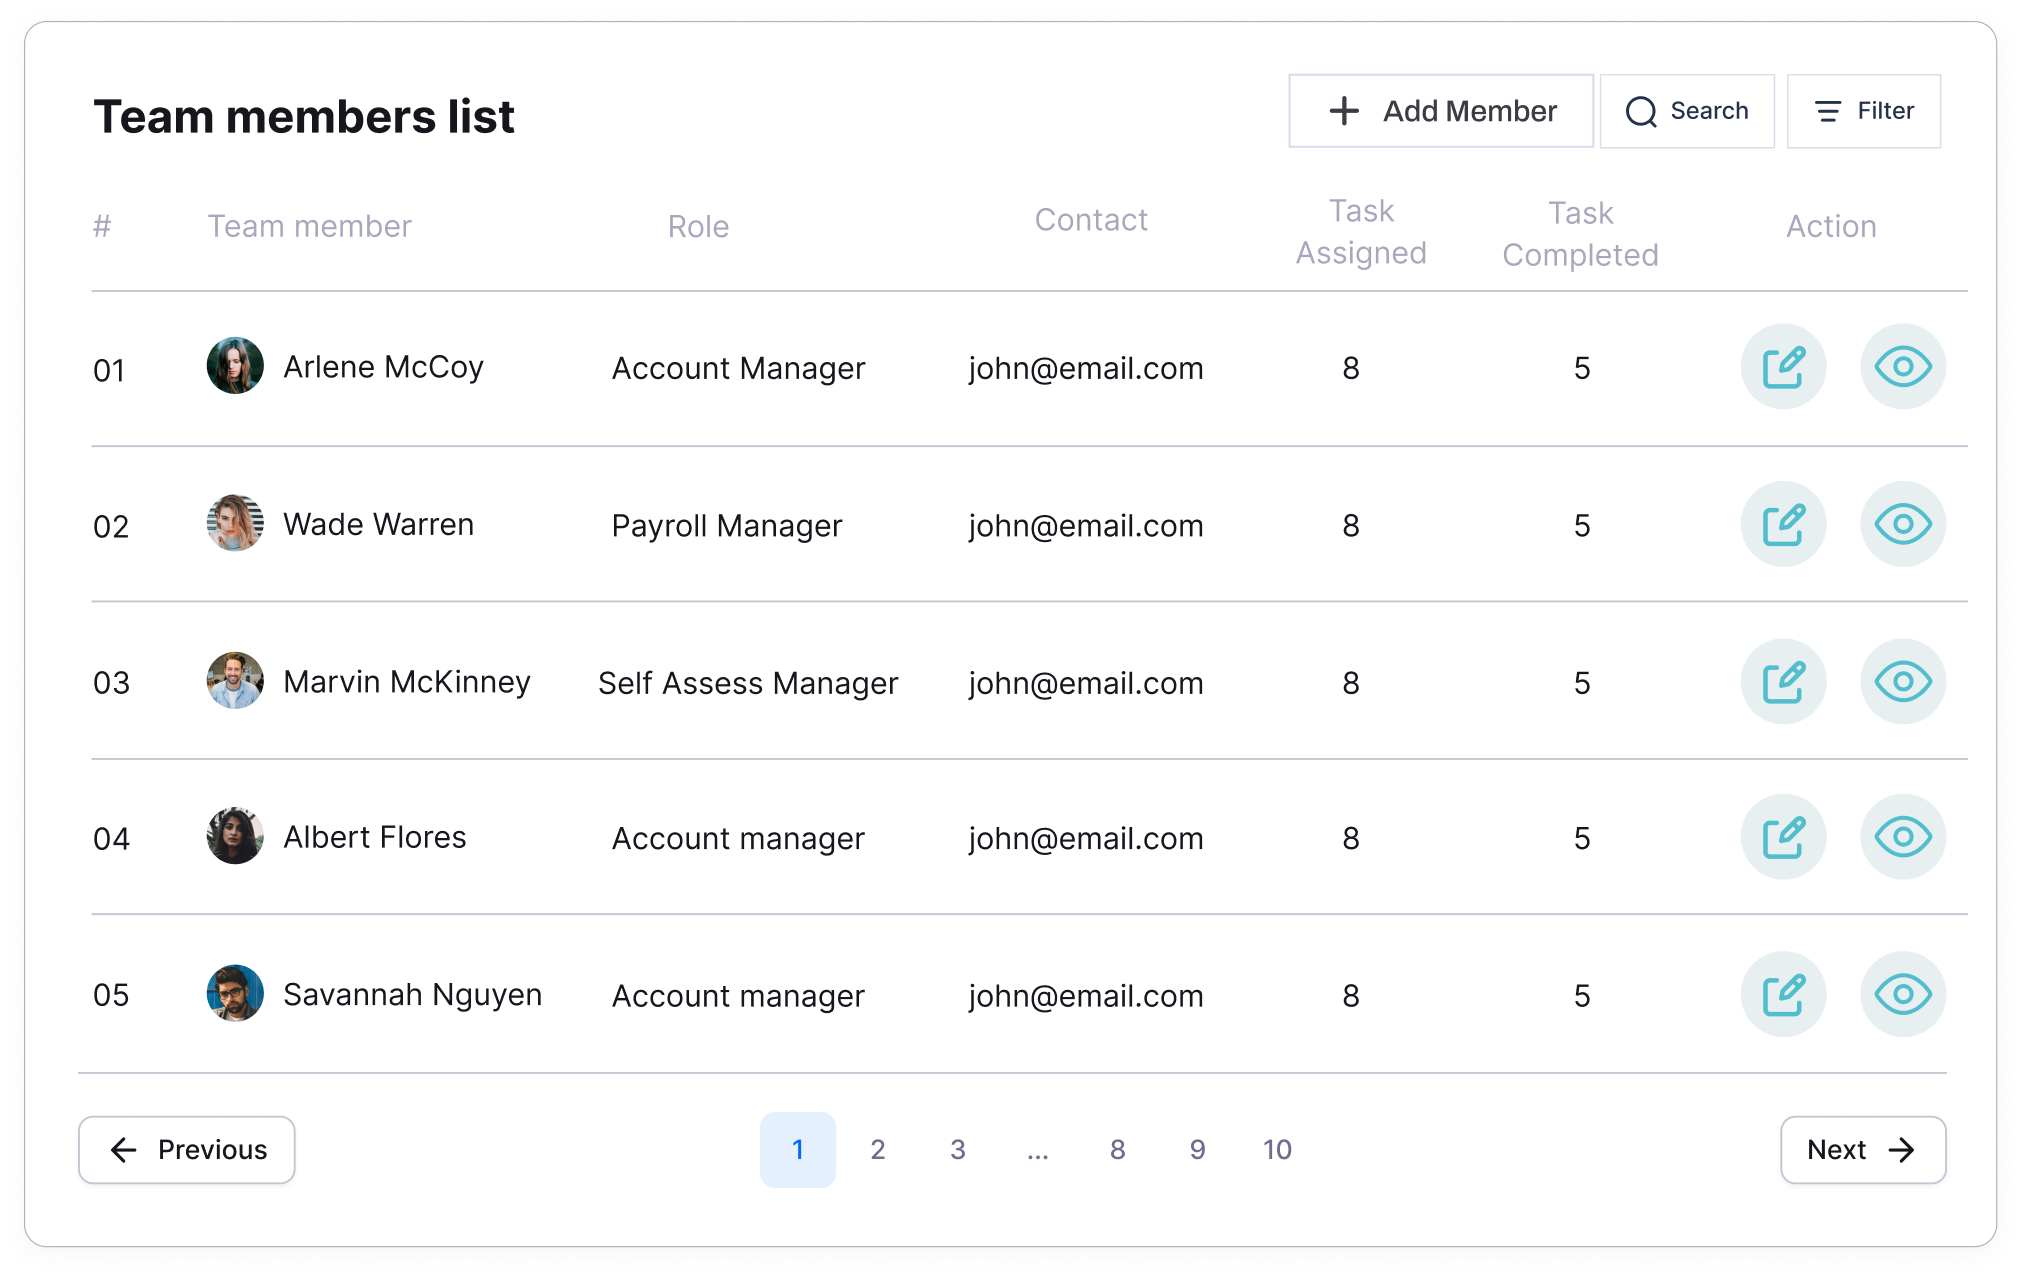 Team members list
Add Member Search Filter
# Team member Role Contact Task Assigned Task Completed Action
01 Arlene McCoy Account Manager john@email.com 8 5
02 Wade Warren Payroll Manager john@email.com 8 5
03 Marvin McKinney Self Assess Manager john@email.com 8 5
04 Albert Flores Account manager john@email.com 8 5
05 Savannah Nguyen Account manager john@email.com 8 5
Previous 1 2 3 ... 8 9 10 Next